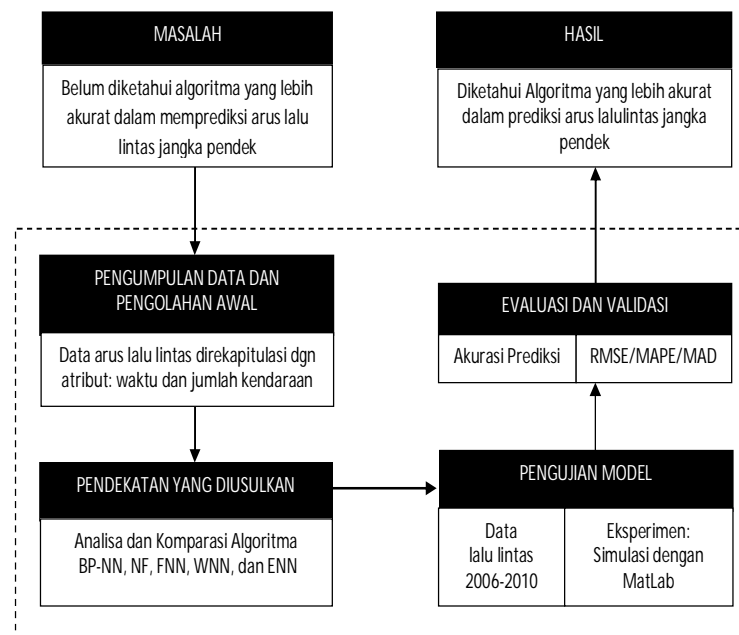 MASALAH
Belum diketahui algoritma yang lebih
akurat dalam memprediksi arus lalu
lintas jangka pendek
HASIL
Diketahui Algoritma yang lebih akurat
dalam prediksi arus lalulintas jangka
pendek
PENGUMPULAN DATA DAN
PENGOLAHAN AWAL
Data arus lalu lintas direkapitulasi dgn
atribut: waktu dan jumlah kendaraan
EVALUASI DAN VALIDASI
Akurasi Prediksi
RMSE/MAPE/MAD
PENDEKATAN YANG DIUSULKAN
Analisa dan Komparasi Algoritma
BP-NN, NF, FNN, WNN, dan ENN
PENGUJIAN MODEL
Data
lalu lintas
2006-2010
Eksperimen:
Simulasi dengan
MatLab